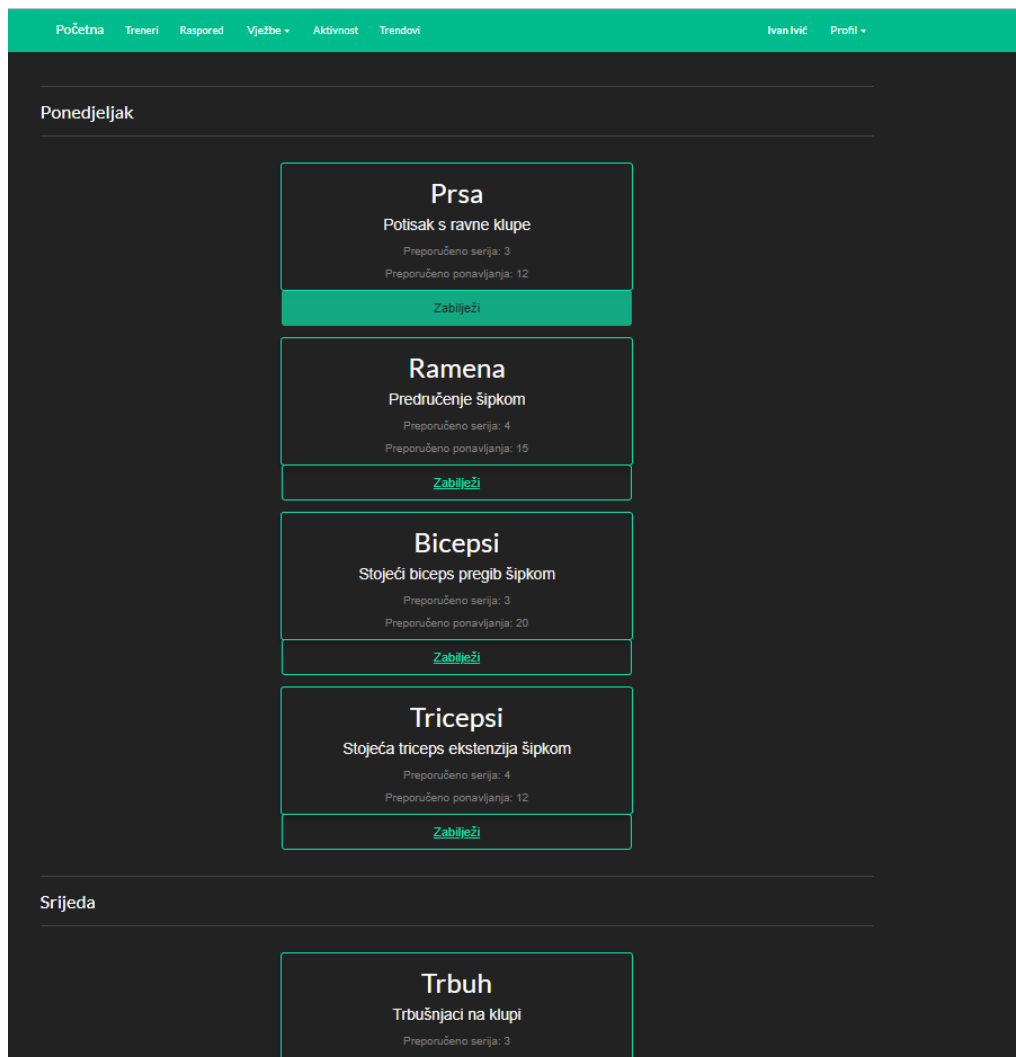 Početna Treneri Raspored Vježbe Aktivnost Trendovi Ivan Ivić Profil
Ponedjeljak
Prsa
Potisak s ravne klupe
Preporučeno serija: 3
Preporučeno ponavljanja: 12
Zabilježi
Ramena
Predručenje šipkom
Preporučeno serija: 4
Preporučeno ponavljanja: 15
Zabilježi
Bicepsi
Stojeći biceps pregib šipkom
Preporučeno serija: 3
Preporučeno ponavljanja: 20
Zabilježi
Tricepsi
Stojeća triceps ekstenzija šipkom
Preporučeno serija: 4
Preporučeno ponavljanja: 12
Zabilježi
Srijeda
Trbuh
Trbušnjaci na klupi
Preporučeno serija: 3